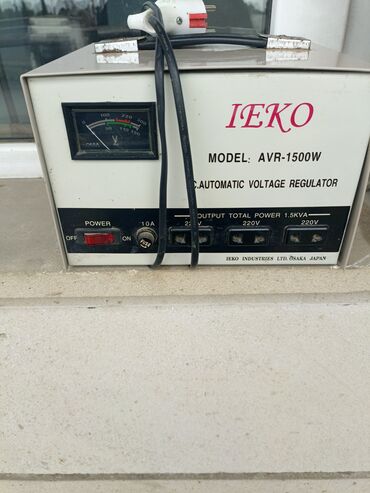 IEKO
MODEL: AVR-1500W
C.AUTOMATIC VOLTAGE REGULATOR
OUTPUT TOTAL POWER 1.5KVA
POWER
10A
220V
220V
OFF
ON
FUSE
IEKO INDUSTRIES LTD. OSAKA JAPAN
V